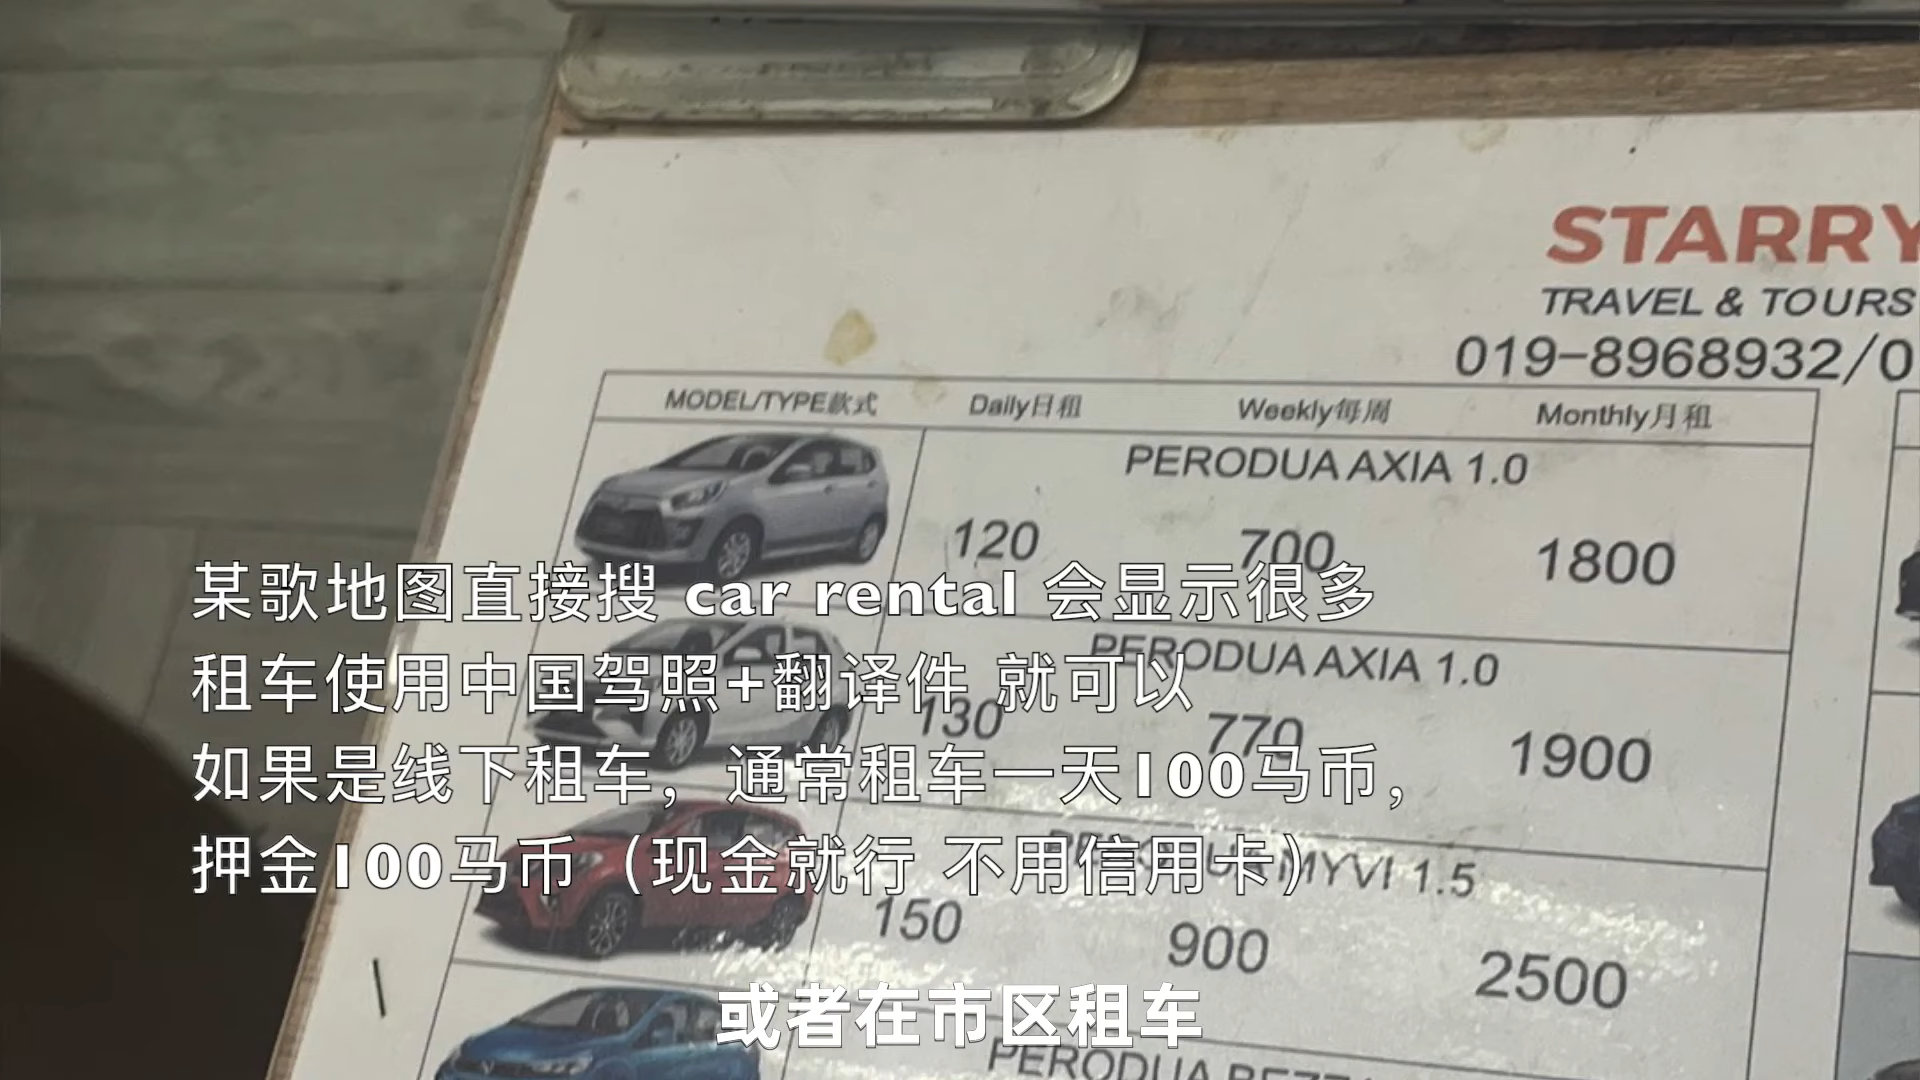 STARRY
TRAVEL & TOURS
019-8968932/0
MODEL/TYPE款式 Daily日租 Weekly每周 Monthly月租
PERODUA AXIA 1.0
120 700 1800
某歌地图直接搜 car rental 会显示很多
PERODUA AXIA 1.0
租车使用中国驾照+翻译件 就可以
130 770 1900
如果是线下租车，通常租车一天100马币，
押金100马币（现金就行 不用信用卡）
MYVI 1.5
150 900 2500
或者在市区租车
PERODUA